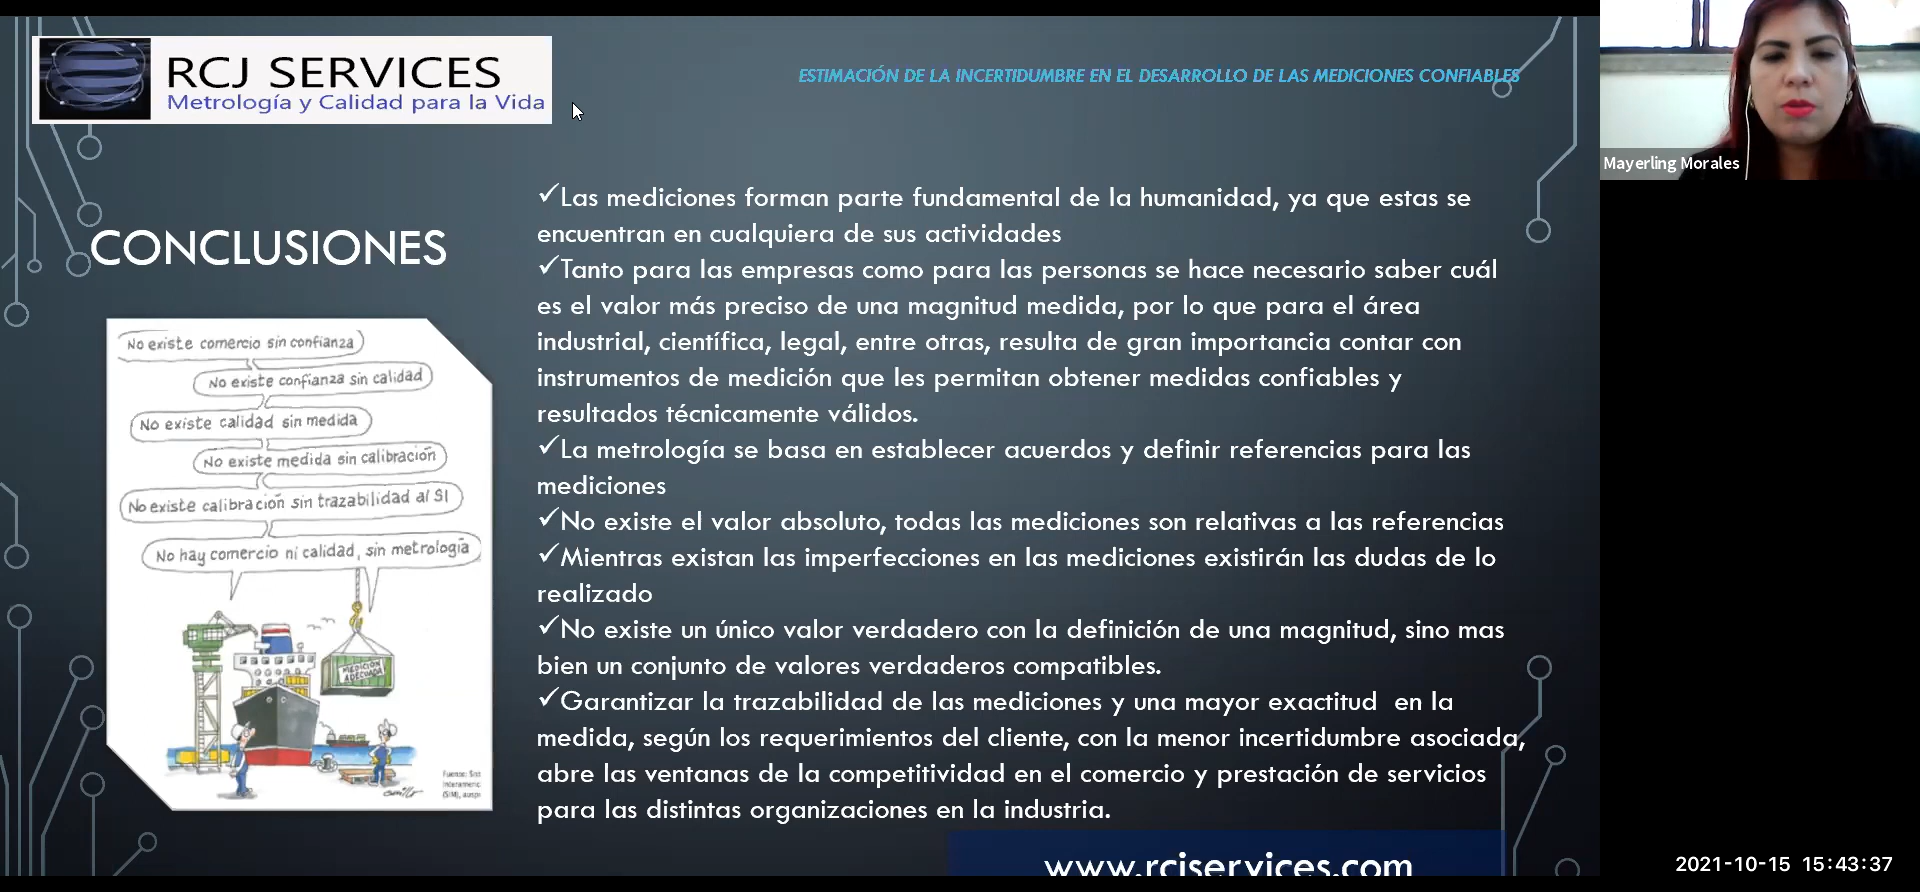 RCJ SERVICES
Metrología y Calidad para la Vida
ESTIMACIÓN DE LA INCERTIDUMBRE EN EL DESARROLLO DE LAS MEDICIONES CONFIABLES
Mayerling Morales
CONCLUSIONES
No existe comercio sin confianza
No existe confianza sin calidad
No existe calidad sin medida
No existe medida sin calibración
No existe calibración sin trazabilidad al SI
No hay comercio ni calidad, sin metrología
MEDICIÓN
ADECUADA
✓Las mediciones forman parte fundamental de la humanidad, ya que estas se
encuentran en cualquiera de sus actividades
✓Tanto para las empresas como para las personas se hace necesario saber cuál
es el valor más preciso de una magnitud medida, por lo que para el área
industrial, científica, legal, entre otras, resulta de gran importancia contar con
instrumentos de medición que les permitan obtener medidas confiables y
resultados técnicamente válidos.
✓La metrología se basa en establecer acuerdos y definir referencias para las
mediciones
✓No existe el valor absoluto, todas las mediciones son relativas a las referencias
✓Mientras existan las imperfecciones en las mediciones existirán las dudas de lo
realizado
✓No existe un único valor verdadero con la definición de una magnitud, sino mas
bien un conjunto de valores verdaderos compatibles.
✓Garantizar la trazabilidad de las mediciones y una mayor exactitud en la
medida, según los requerimientos del cliente, con la menor incertidumbre asociada,
abre las ventanas de la competitividad en el comercio y prestación de servicios
para las distintas organizaciones en la industria.
www.rcjservices.com
2021-10-15 15:43:37